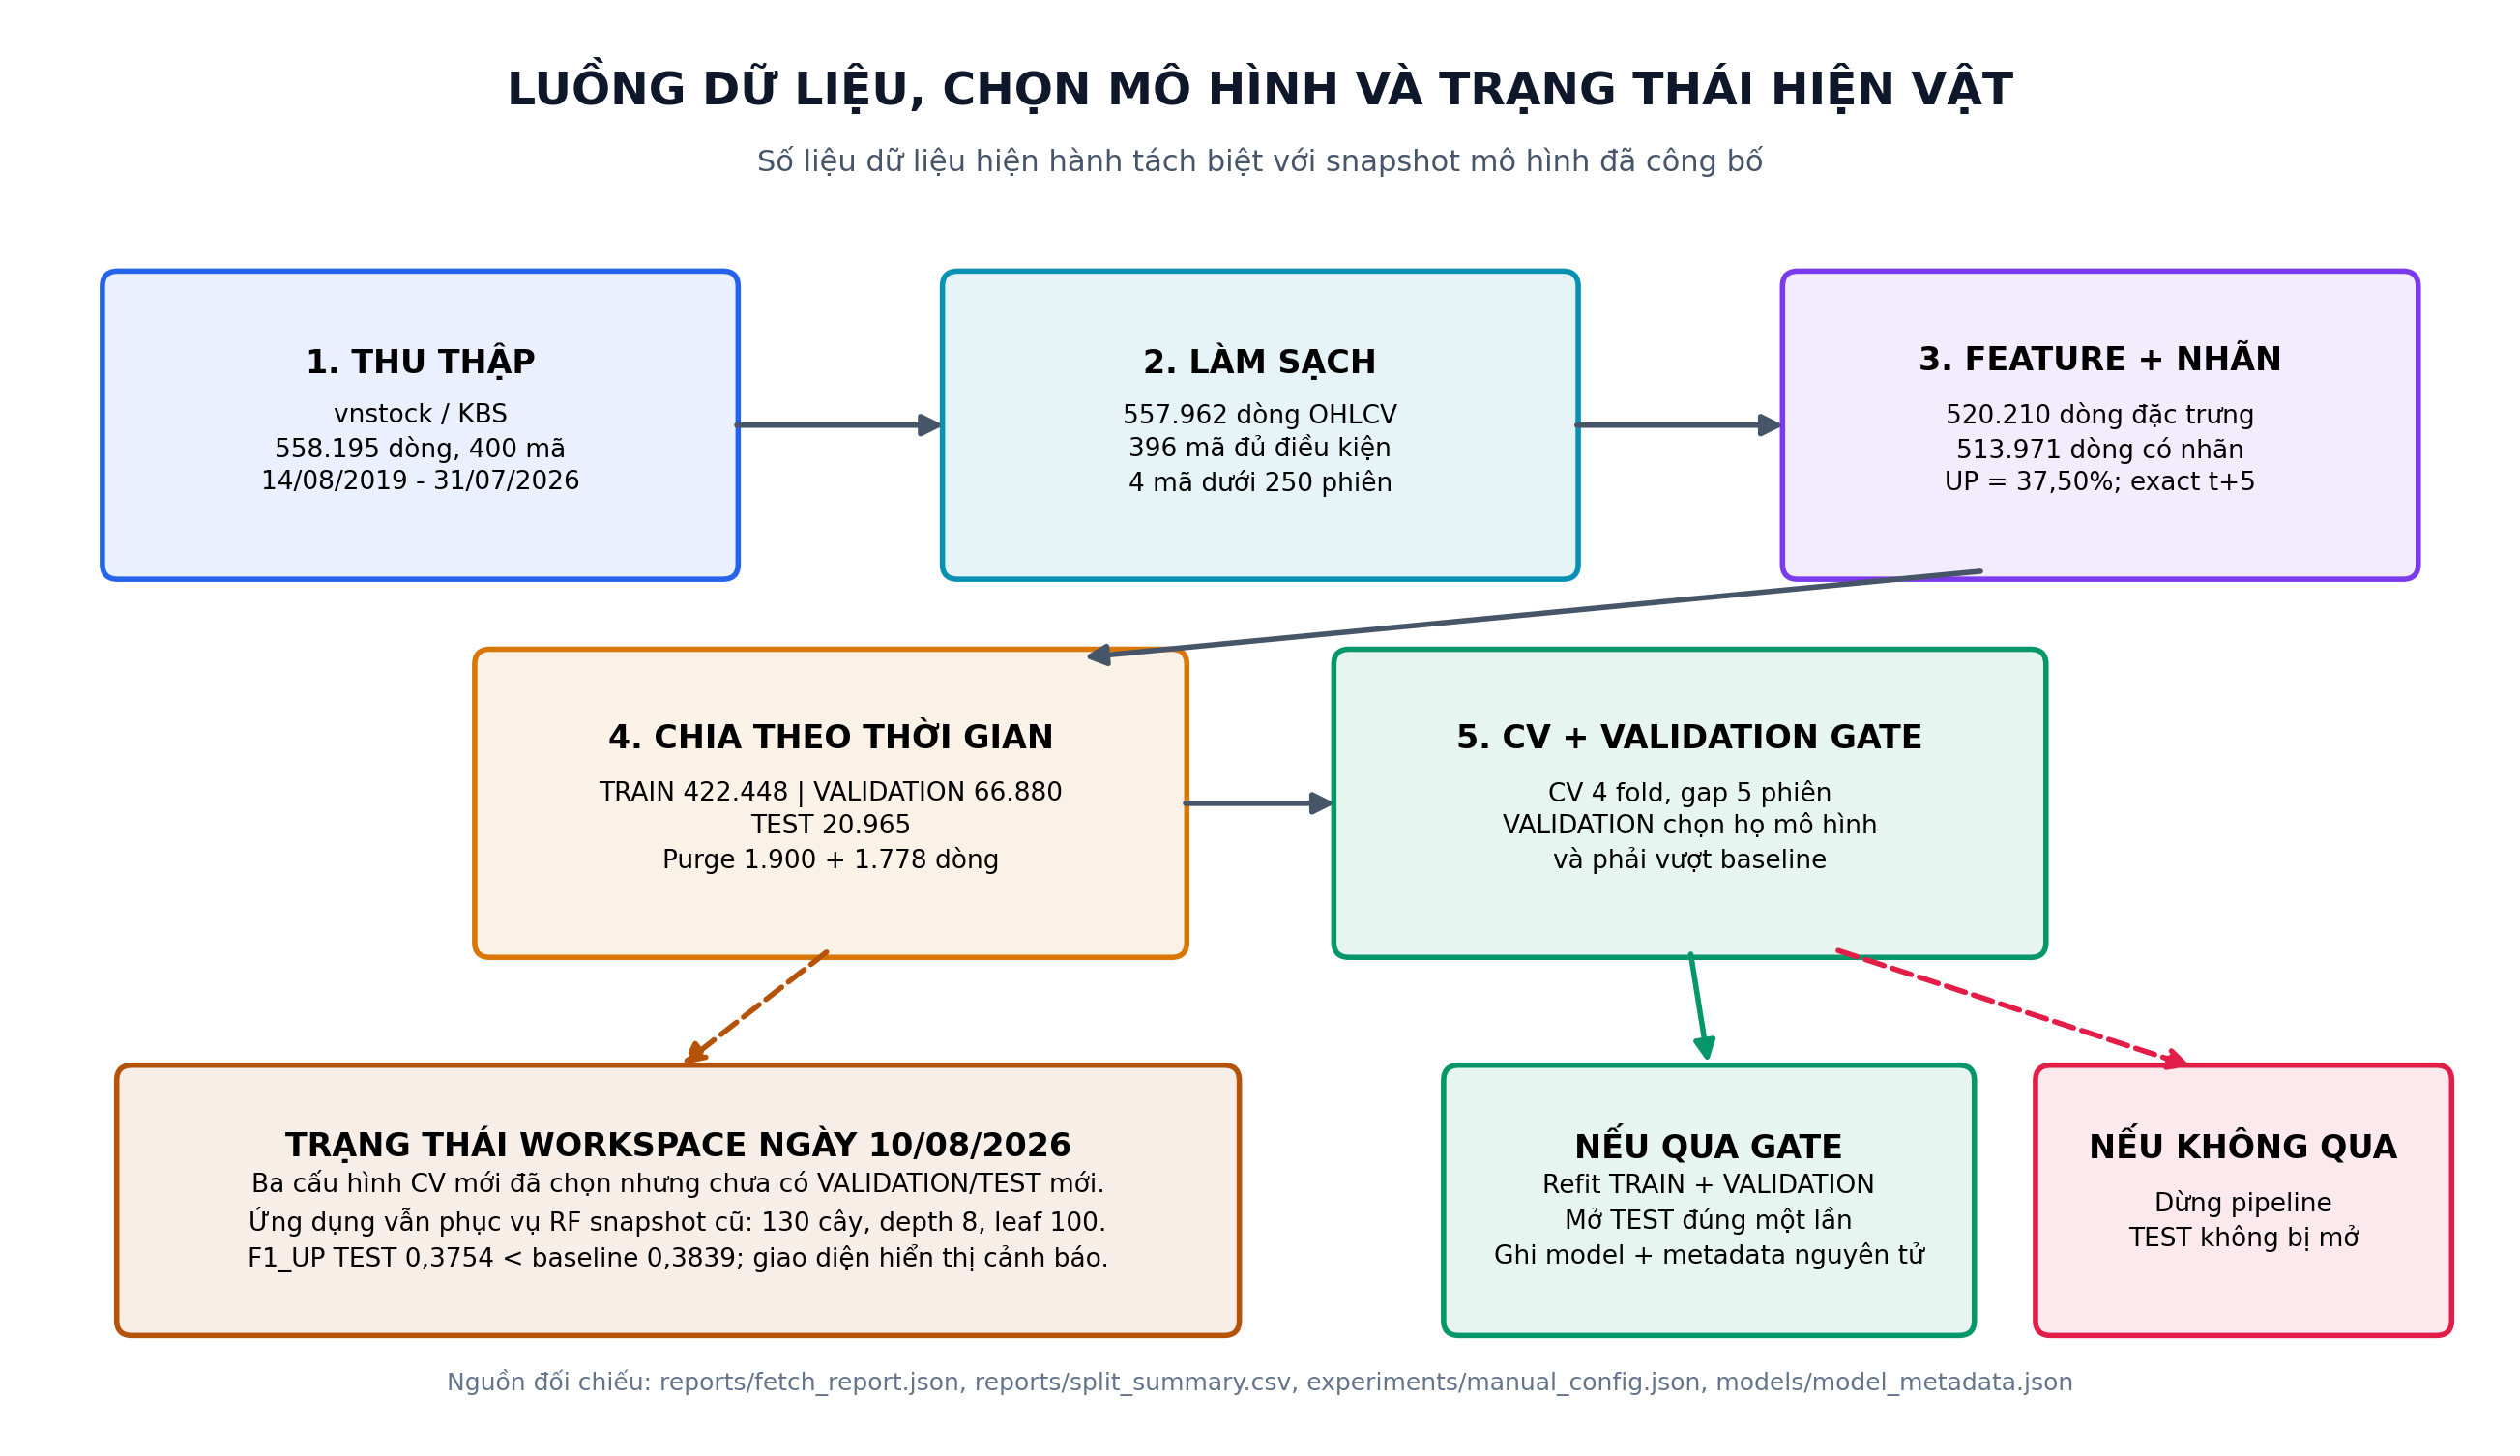 LUỒNG DỮ LIỆU, CHỌN MÔ HÌNH VÀ TRẠNG THÁI HIỆN VẬT
Số liệu dữ liệu hiện hành tách biệt với snapshot mô hình đã công bố
1. THU THẬP
vnstock / KBS
558.195 dòng, 400 mã
14/08/2019 - 31/07/2026
2. LÀM SẠCH
557.962 dòng OHLCV
396 mã đủ điều kiện
4 mã dưới 250 phiên
3. FEATURE + NHÃN
520.210 dòng đặc trưng
513.971 dòng có nhãn
UP = 37,50%; exact t+5
4. CHIA THEO THỜI GIAN
TRAIN 422.448 | VALIDATION 66.880
TEST 20.965
Purge 1.900 + 1.778 dòng
5. CV + VALIDATION GATE
CV 4 fold, gap 5 phiên
VALIDATION chọn họ mô hình
và phải vượt baseline
TRẠNG THÁI WORKSPACE NGÀY 10/08/2026
Ba cấu hình CV mới đã chọn nhưng chưa có VALIDATION/TEST mới.
Ứng dụng vẫn phục vụ RF snapshot cũ: 130 cây, depth 8, leaf 100.
F1_UP TEST 0,3754 < baseline 0,3839; giao diện hiển thị cảnh báo.
NẾU QUA GATE
Refit TRAIN + VALIDATION
Mở TEST đúng một lần
Ghi model + metadata nguyên tử
NẾU KHÔNG QUA
Dừng pipeline
TEST không bị mở
Nguồn đối chiếu: reports/fetch_report.json, reports/split_summary.csv, experiments/manual_config.json, models/model_metadata.json